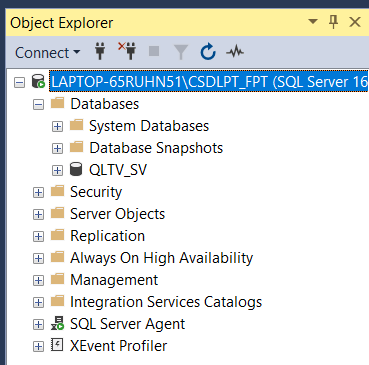 Object Explorer
Connect
LAPTOP-65RUHN51\CSDLPT_FPT (SQL Server 16
Databases
System Databases
Database Snapshots
QLTV_SV
Security
Server Objects
Replication
Always On High Availability
Management
Integration Services Catalogs
SQL Server Agent
XEvent Profiler